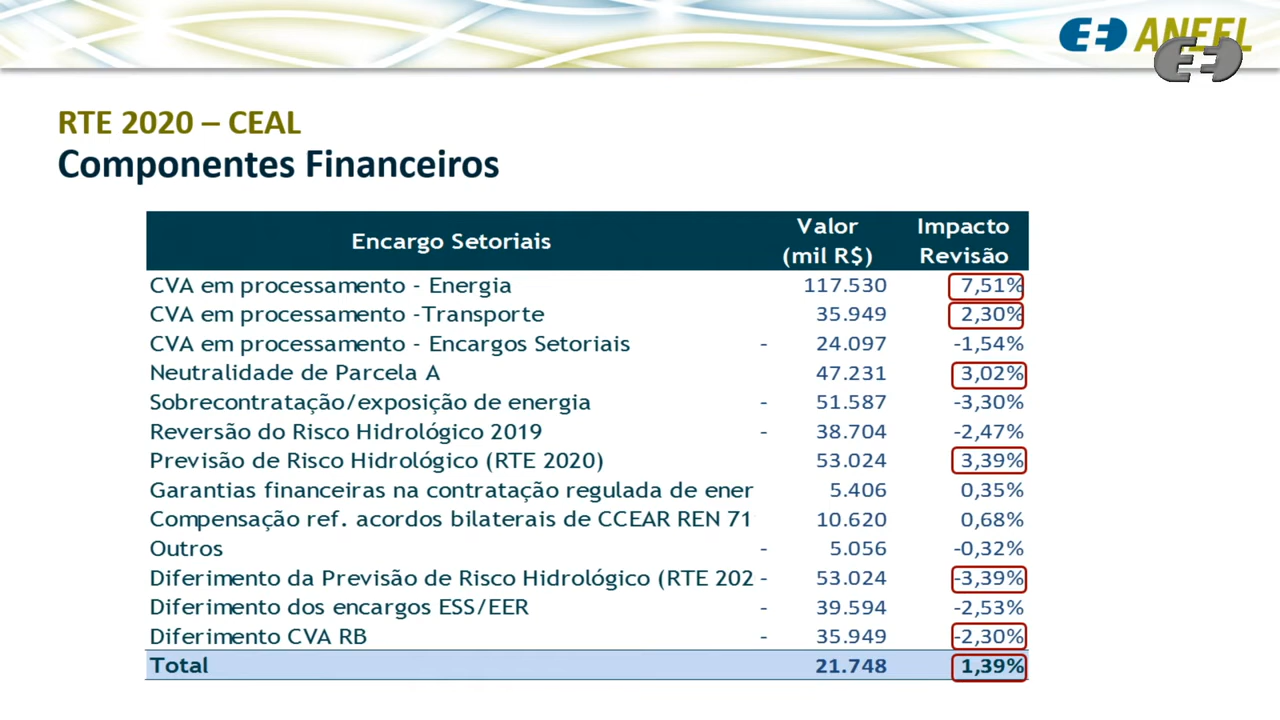 ANEEL
RTE 2020 – CEAL
Componentes Financeiros
Encargo Setoriais Valor (mil R$) Impacto Revisão
CVA em processamento - Energia 117.530 7,51%
CVA em processamento -Transporte 35.949 2,30%
CVA em processamento - Encargos Setoriais - 24.097 -1,54%
Neutralidade de Parcela A 47.231 3,02%
Sobrecontratação/exposição de energia - 51.587 -3,30%
Reversão do Risco Hidrológico 2019 - 38.704 -2,47%
Previsão de Risco Hidrológico (RTE 2020) 53.024 3,39%
Garantias financeiras na contratação regulada de ener 5.406 0,35%
Compensação ref. acordos bilaterais de CCEAR REN 71 10.620 0,68%
Outros - 5.056 -0,32%
Diferimento da Previsão de Risco Hidrológico (RTE 202 - 53.024 -3,39%
Diferimento dos encargos ESS/EER - 39.594 -2,53%
Diferimento CVA RB - 35.949 -2,30%
Total 21.748 1,39%